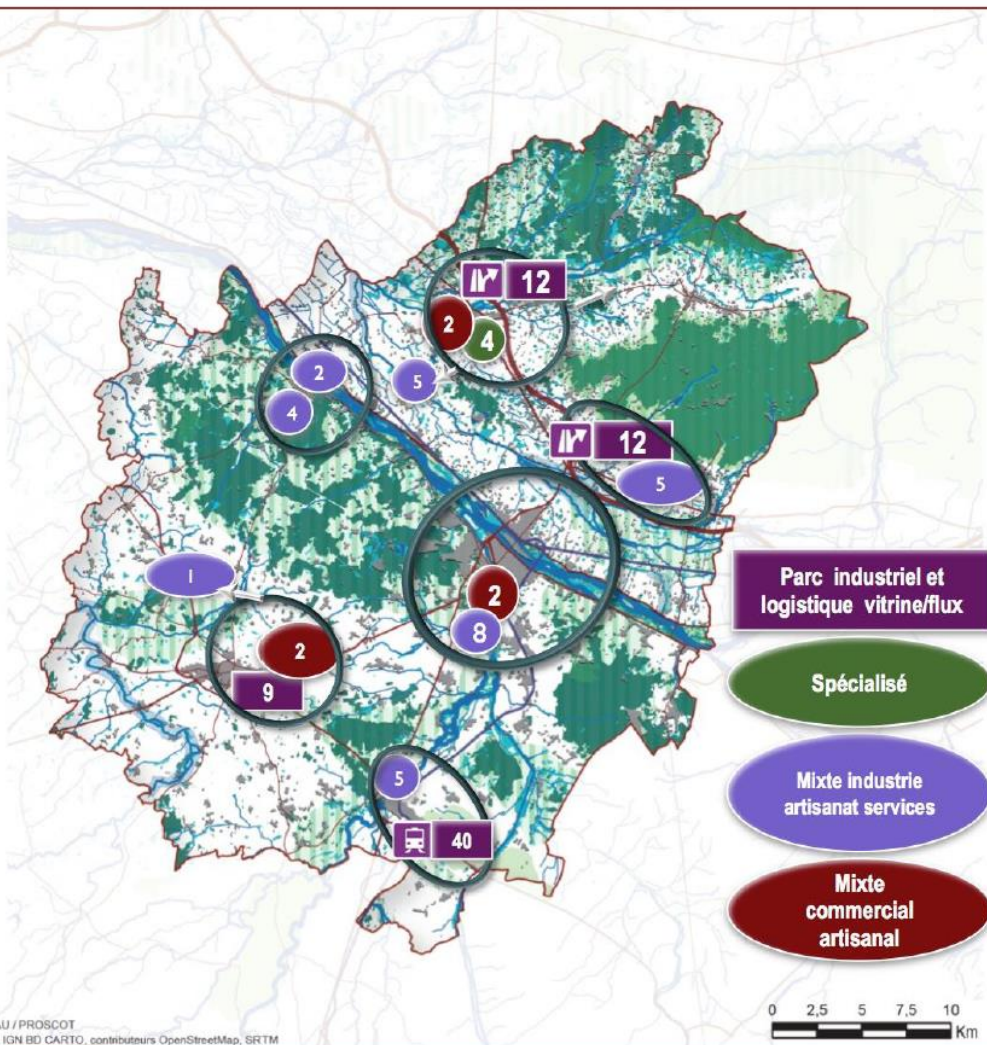 12
2
4
2
5
4
12
5
Parc industriel et
logistique vitrine/flux
1
2
8
2
9
Spécialisé
5
40
Mixte industrie
artisanat services
Mixte
commercial
artisanal
0 2,5 5 7,5 10
Km
AU / PROSCOT
IGN BD CARTO, contributeurs OpenStreetMap, SRTM